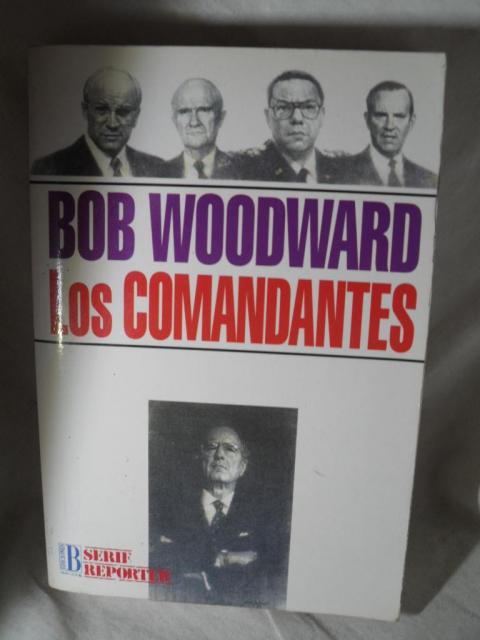 BOB WOODWARD
Los COMANDANTES
B SERIE
REPORTER